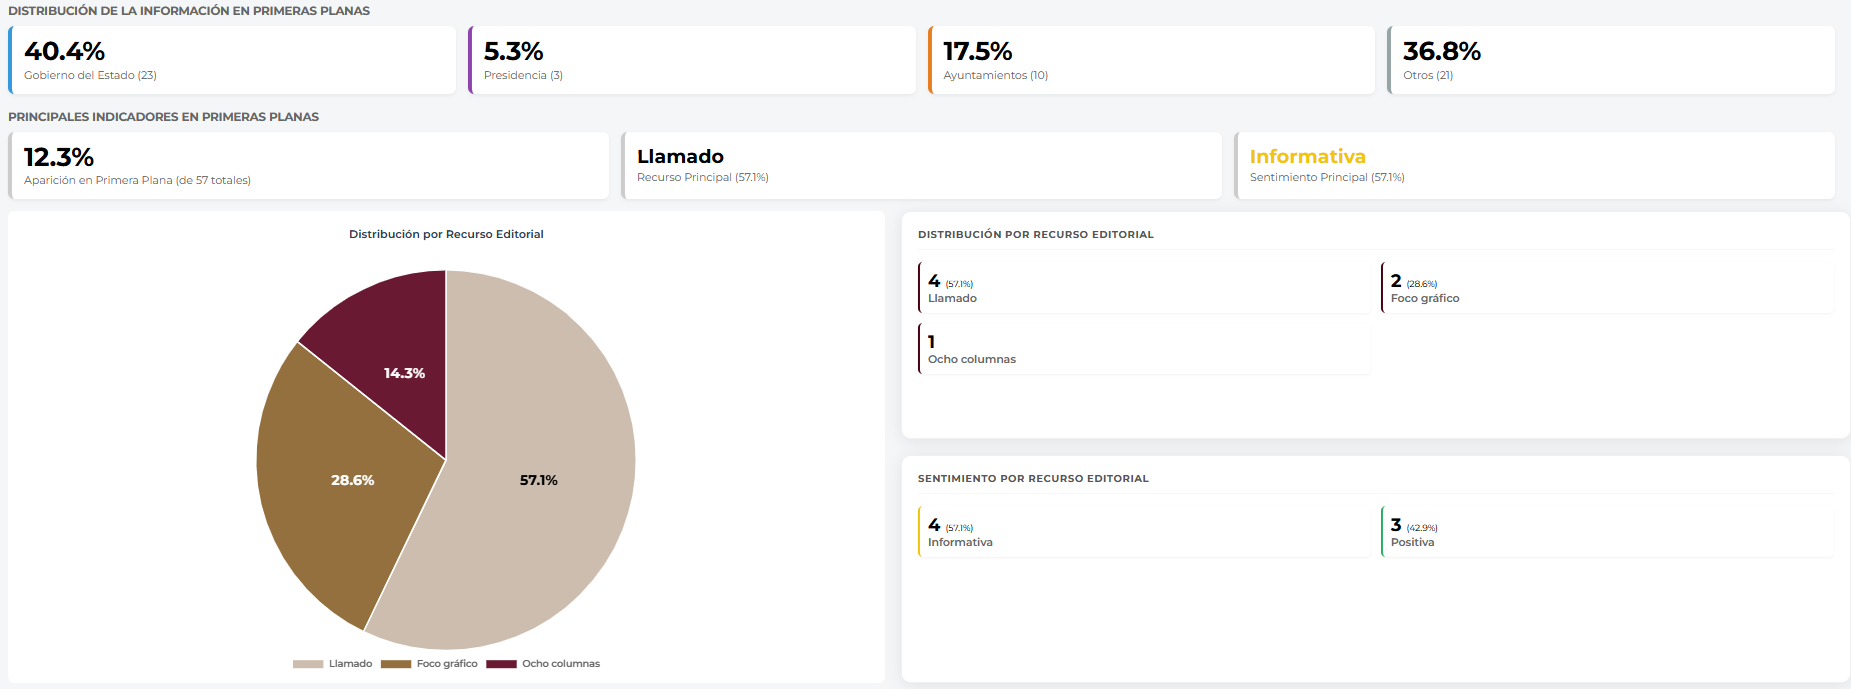 DISTRIBUCIÓN DE LA INFORMACIÓN EN PRIMERAS PLANAS
40.4%
Gobierno del Estado (23)
5.3%
Presidencia (3)
17.5%
Ayuntamientos (10)
36.8%
Otros (21)
PRINCIPALES INDICADORES EN PRIMERAS PLANAS
12.3%
Aparición en Primera Plana (de 57 totales)
Llamado
Recurso Principal (57.1%)
Informativa
Sentimiento Principal (57.1%)
Distribución por Recurso Editorial
14.3%
28.6%
57.1%
Llamado
Foco gráfico
Ocho columnas
DISTRIBUCIÓN POR RECURSO EDITORIAL
4 (57.1%)
Llamado
2 (28.6%)
Foco gráfico
1
Ocho columnas
SENTIMIENTO POR RECURSO EDITORIAL
4 (57.1%)
Informativa
3 (42.9%)
Positiva